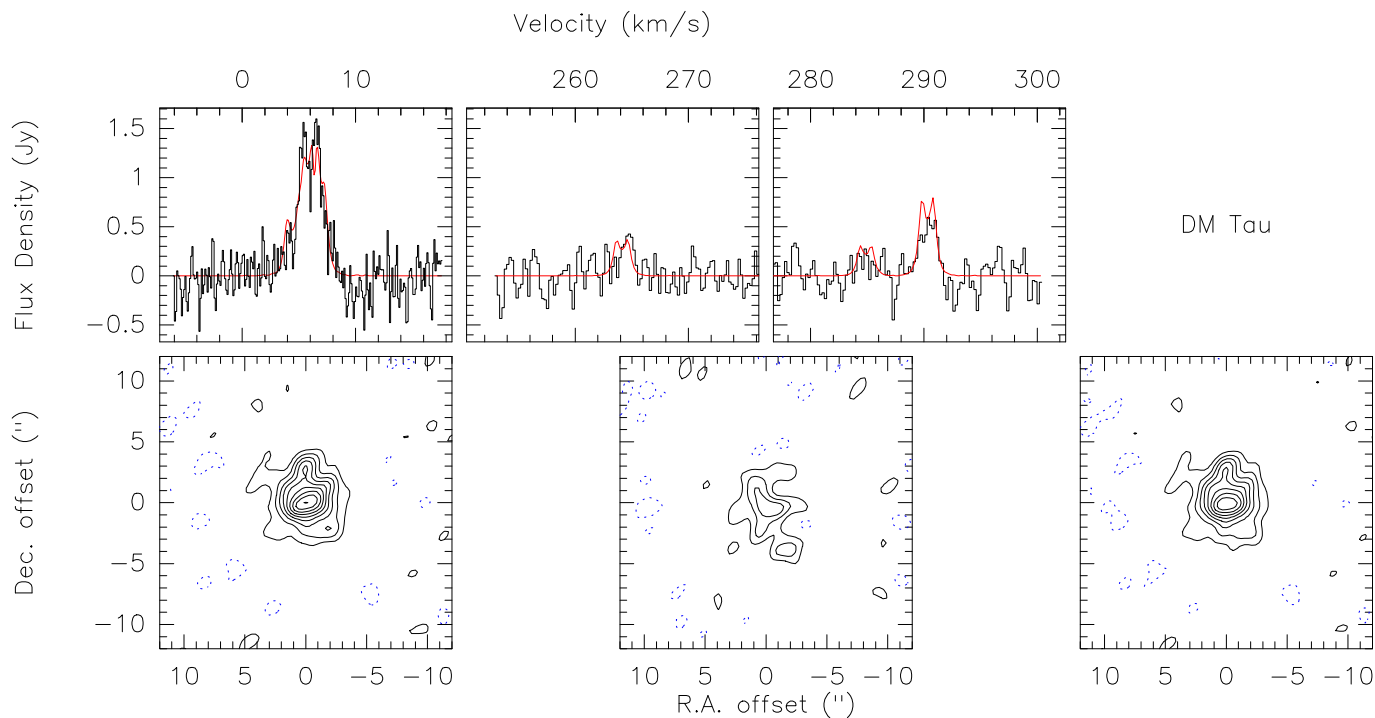 Velocity (km/s)
0 10 260 270 280 290 300
Flux Density (Jy)
1.5
1
0.5
0
−0.5
DM Tau
Dec. offset (")
10
5
0
−5
−10
10 5 0 −5 −10 10 5 0 −5 −10 10 5 0 −5 −10
R.A. offset (")